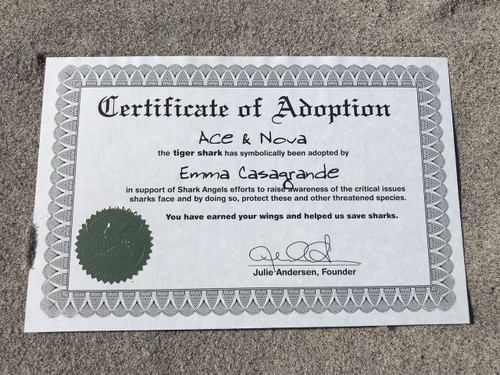 Certificate of Adoption
Ace & Nova
the tiger shark has symbolically been adopted by
Emma Casagrande
in support of Shark Angels efforts to raise awareness of the critical issues
sharks face and by doing so, protect these and other threatened species.
You have earned your wings and helped us save sharks.
Julie Andersen, Founder